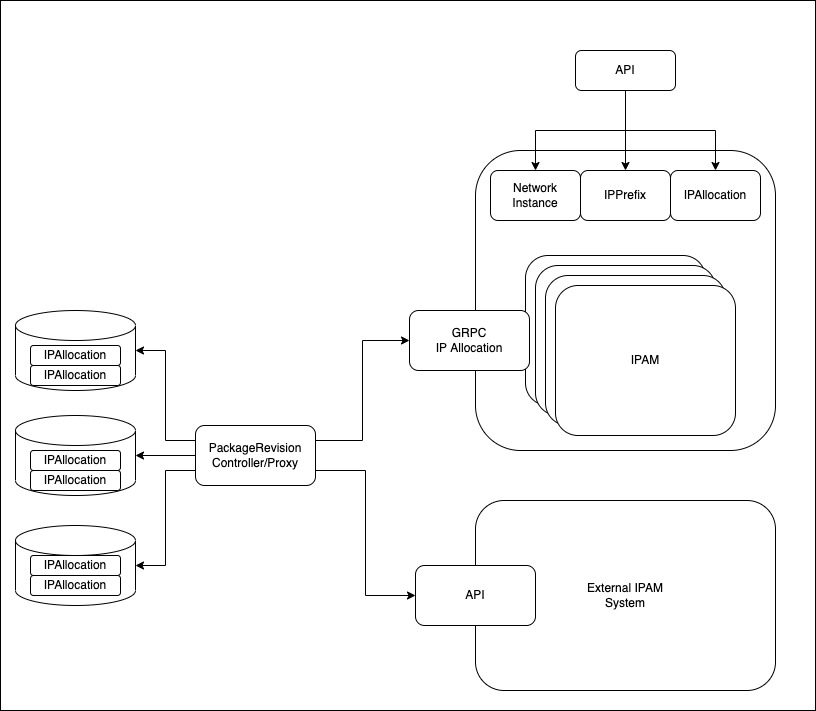 API
Network
Instance
IPPrefix
IPAllocation
GRPC
IP Allocation
IPAM
IPAllocation
IPAllocation
PackageRevision
Controller/Proxy
IPAllocation
IPAllocation
IPAllocation
IPAllocation
API
External IPAM
System